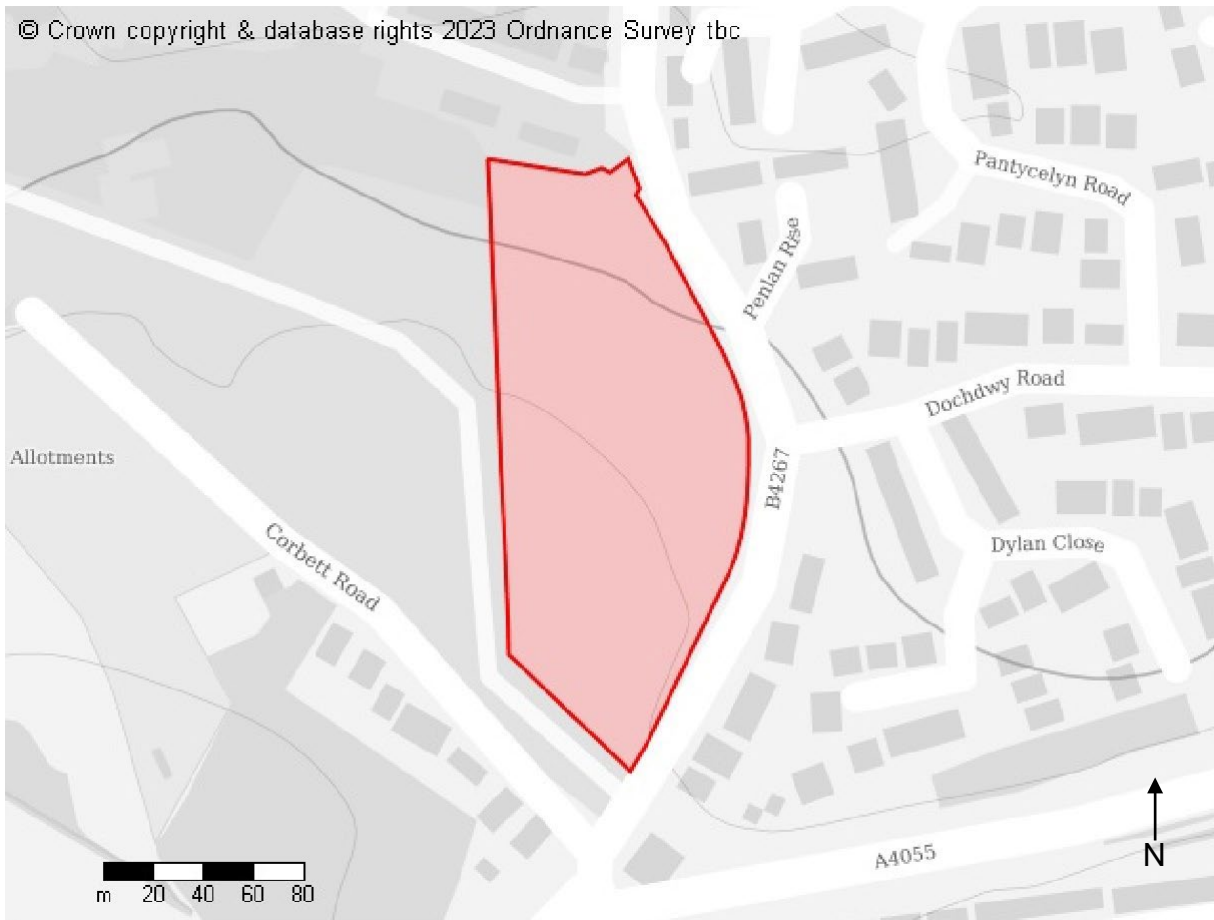 © Crown copyright & database rights 2023 Ordnance Survey tbc
Pantycelyn Road
Penlan Rise
Dochdwy Road
Allotments
B4267
Corbett Road
Dylan Close
A4055
N
m 20 40 60 80